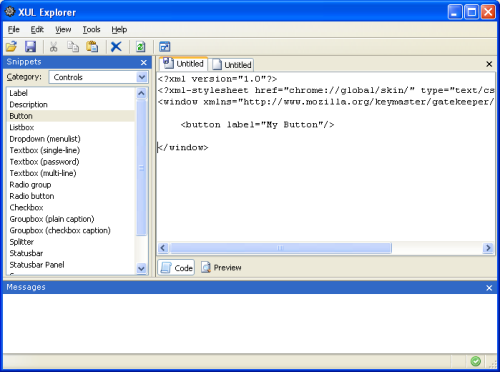 XUL Explorer
File Edit View Tools Help
Snippets
Category: Controls
Label
Description
Button
Listbox
Dropdown (menulist)
Textbox (single-line)
Textbox (password)
Textbox (multi-line)
Radio group
Radio button
Checkbox
Groupbox (plain caption)
Groupbox (checkbox caption)
Splitter
Statusbar
Statusbar Panel
Untitled Untitled
<?xml version="1.0"?>
<?xml-stylesheet href="chrome://global/skin/" type="text/cs
<window xmlns="http://www.mozilla.org/keymaster/gatekeeper/
<button label="My Button"/>
</window>
Code Preview
Messages